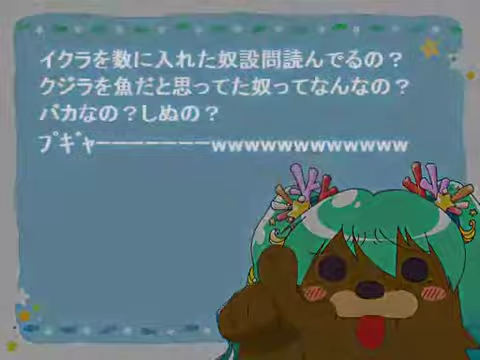 イクラを数に入れた奴設問読んでるの？
クジラを魚だと思ってた奴ってなんなの？
バカなの？しぬの？
ﾌﾟｷﾞｬーーーーーーーwwwwwwwwwwwww